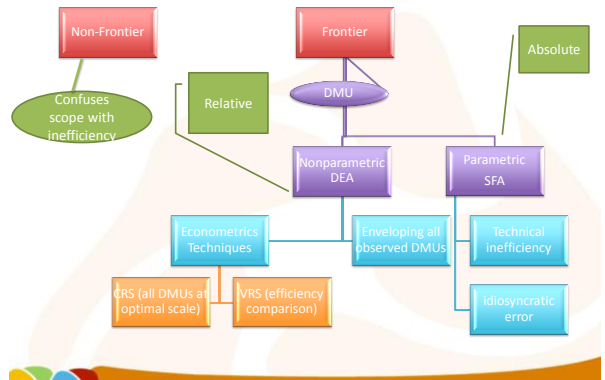 Non-Frontier
Frontier
Absolute
DMU
Confuses
scope with
inefficiency
Relative
Nonparametric
DEA
Parametric
SFA
Econometrics
Techniques
Enveloping all
observed DMUs
Technical
inefficiency
CRS (all DMUs at
optimal scale)
VRS (efficiency
comparison)
idiosyncratic
error